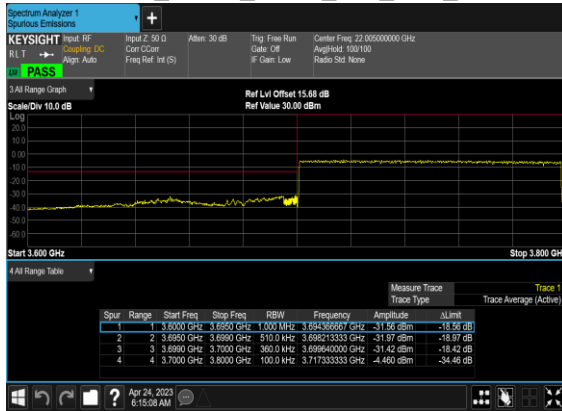 Spectrum Analyzer 1
Spurious Emissions
+
KEYSIGHT Input: RF Input Z: 50 Ω Atten: 30 dB Trig: Free Run Center Freq: 22.005000000 GHz
RLT Coupling: DC Corr CCorr Gate: Off Avg|Hold: 100/100
Align: Auto Freq Ref: Int (S) IF Gain: Low Radio Std: None
PASS
3 All Range Graph Ref Lvl Offset 15.68 dB
Scale/Div 10.0 dB Ref Value 30.00 dBm
Log
20.0
10.0
0.00
-10.0
-20.0
-30.0
-40.0
-50.0
-60.0
Start 3.600 GHz Stop 3.800 GH
4 All Range Table
Measure Trace Trace 1
Trace Type Trace Average (Active)
Spur Range Start Freq Stop Freq RBW Frequency Amplitude ΔLimit
1 1 3.6000 GHz 3.6950 GHz 1.000 MHz 3.694366667 GHz -31.56 dBm -18.56 dB
2 2 3.6950 GHz 3.6990 GHz 510.0 kHz 3.698213333 GHz -31.97 dBm -18.97 dB
3 3 3.6990 GHz 3.7000 GHz 360.0 kHz 3.699640000 GHz -31.42 dBm -18.42 dB
4 4 3.7000 GHz 3.8000 GHz 100.0 kHz 3.717333333 GHz -4.460 dBm -34.46 dB
? Apr 24, 2023
6:15:08 AM